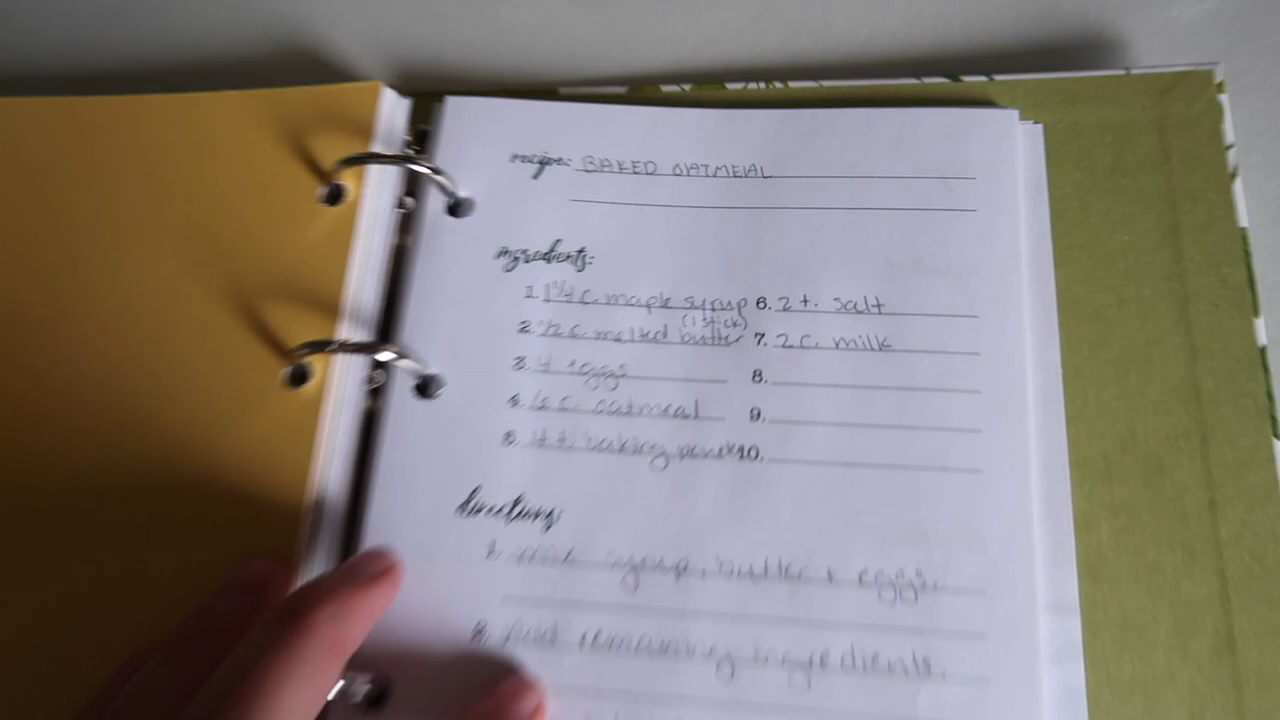 recipe: BAKED OATMEAL
ingredients:
1. 1 1/4 c. maple syrup 6. 2 t. salt
(1 stick)
2. 1/2 c. melted butter 7. 2 c. milk
3. 4 eggs 8.
4. 6 c. oatmeal 9.
5. 4 t. baking 10.
directions:
1. syrup, butter + eggs.
2. Add remaining ingredients.